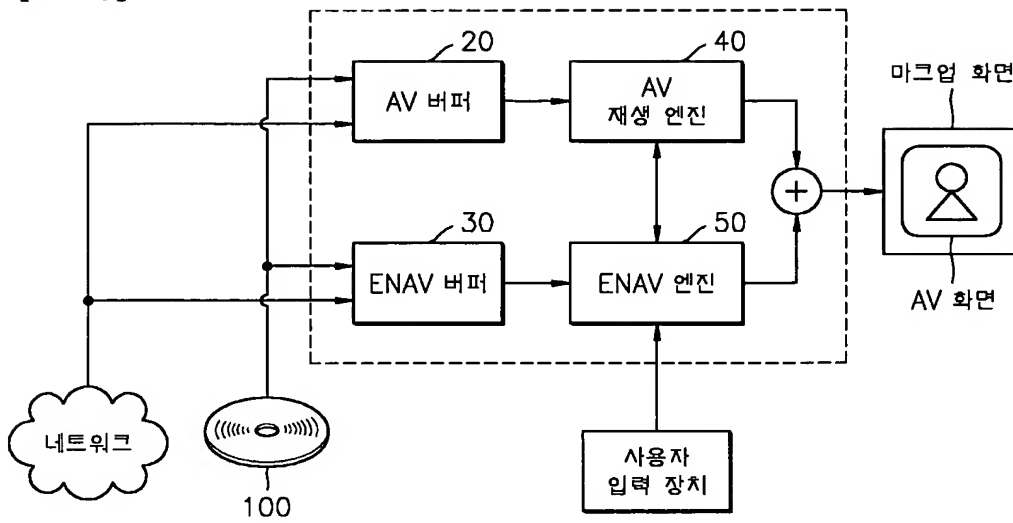 20
AV 버퍼
40
AV
재생 엔진
마크업 화면
30
ENAV 버퍼
50
ENAV 엔진
AV 화면
네트워크
100
사용자
입력 장치